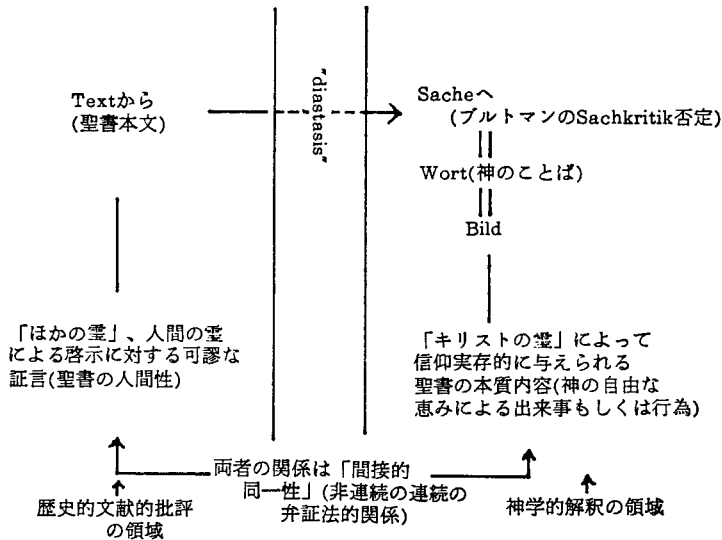 Textから
(聖書本文)
"diastasis"
Sacheへ
(ブルトマンのSachkritik否定)
Wort(神のことば)
Bild
「ほかの霊」、人間の霊
による啓示に対する可謬な
証言(聖書の人間性)
「キリストの霊」によって
信仰実存的に与えられる
聖書の本質内容(神の自由な
恵みによる出来事もしくは行為)
両者の関係は「間接的
同一性」(非連続の連続の
弁証法的関係)
歴史的文献的批評
の領域
神学的解釈の領域